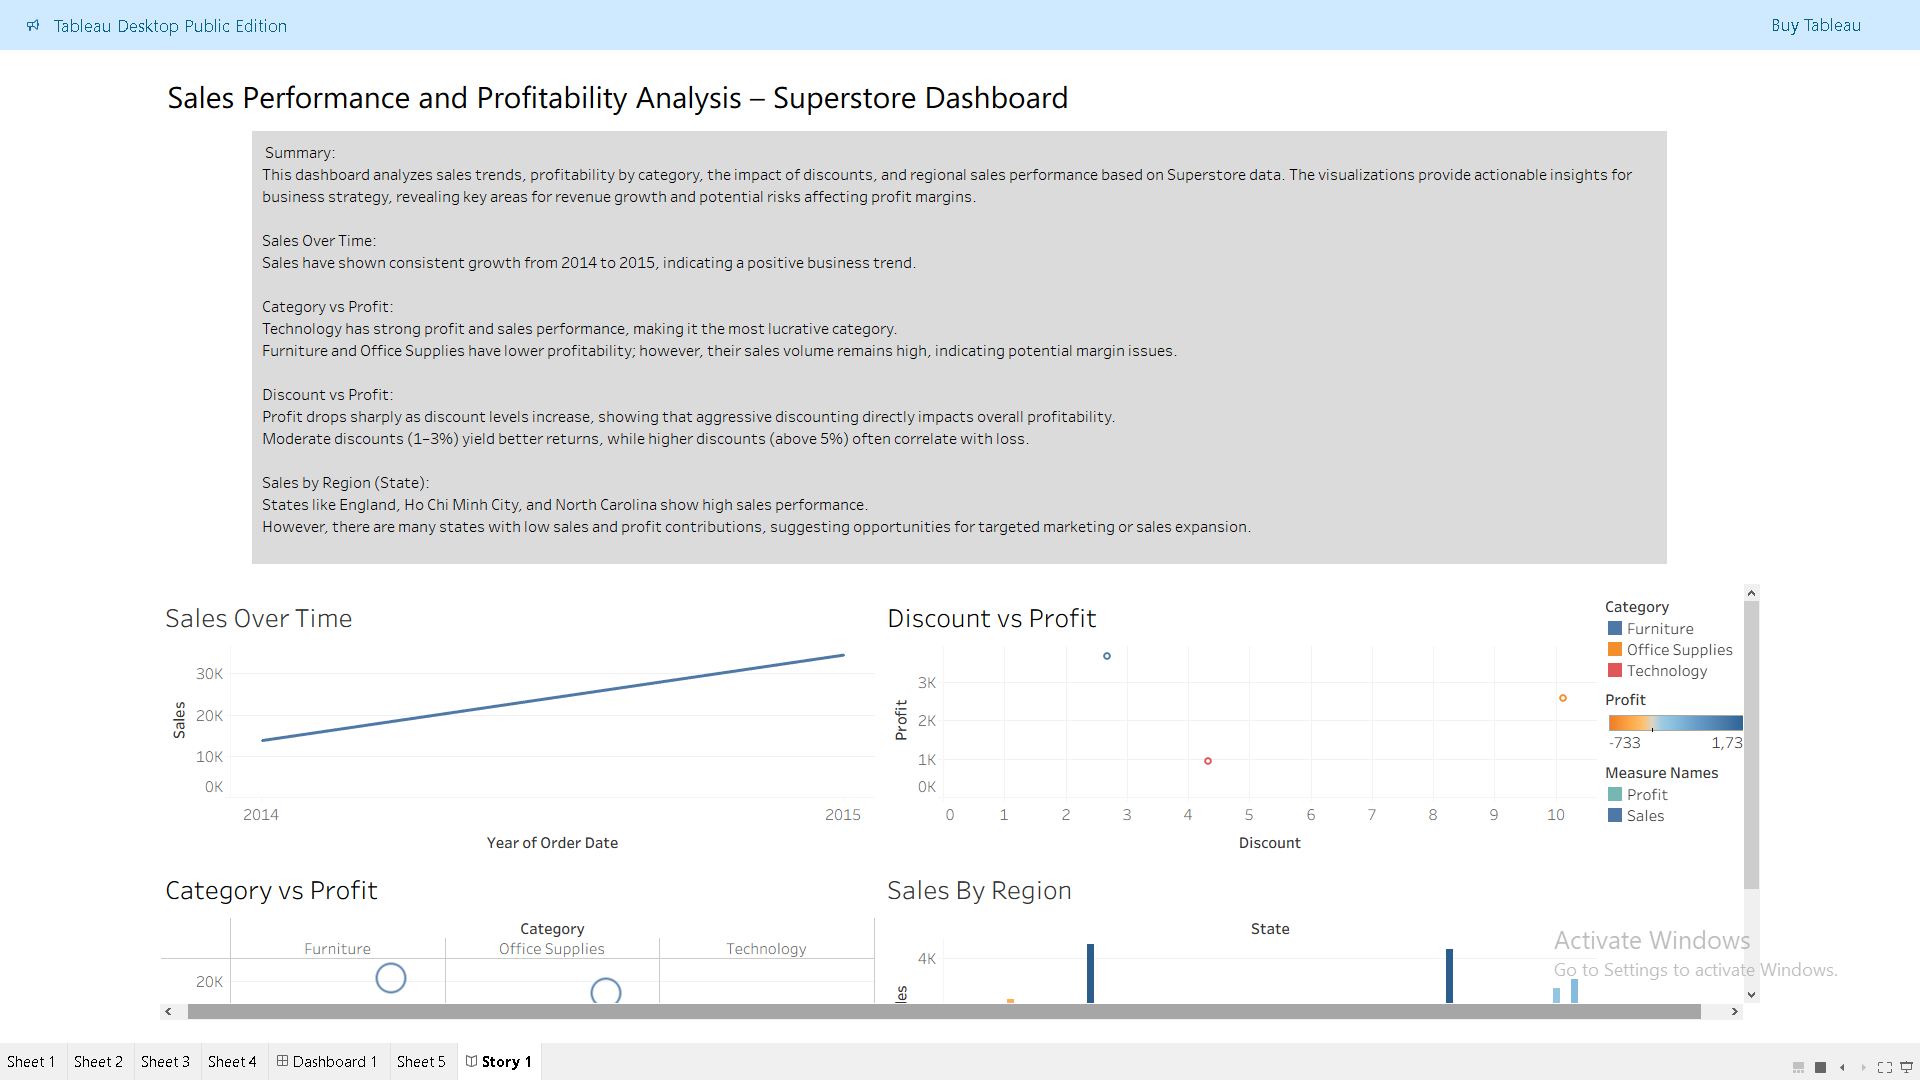 Tableau Desktop Public Edition
Buy Tableau
Sales Performance and Profitability Analysis – Superstore Dashboard
Summary:
This dashboard analyzes sales trends, profitability by category, the impact of discounts, and regional sales performance based on Superstore data. The visualizations provide actionable insights for
business strategy, revealing key areas for revenue growth and potential risks affecting profit margins.
Sales Over Time:
Sales have shown consistent growth from 2014 to 2015, indicating a positive business trend.
Category vs Profit:
Technology has strong profit and sales performance, making it the most lucrative category.
Furniture and Office Supplies have lower profitability; however, their sales volume remains high, indicating potential margin issues.
Discount vs Profit:
Profit drops sharply as discount levels increase, showing that aggressive discounting directly impacts overall profitability.
Moderate discounts (1–3%) yield better returns, while higher discounts (above 5%) often correlate with loss.
Sales by Region (State):
States like England, Ho Chi Minh City, and North Carolina show high sales performance.
However, there are many states with low sales and profit contributions, suggesting opportunities for targeted marketing or sales expansion.
Sales Over Time
30K
20K
10K
0K
Sales
2014
2015
Year of Order Date
Discount vs Profit
3K
2K
1K
0K
Profit
0 1 2 3 4 5 6 7 8 9 10
Discount
Category
Furniture
Office Supplies
Technology
Profit
-733
1,73
Measure Names
Profit
Sales
Category vs Profit
Category
Furniture
Office Supplies
Technology
20K
Sales By Region
State
4K
les
Activate Windows
Go to Settings to activate Windows.
Sheet 1
Sheet 2
Sheet 3
Sheet 4
Dashboard 1
Sheet 5
Story 1